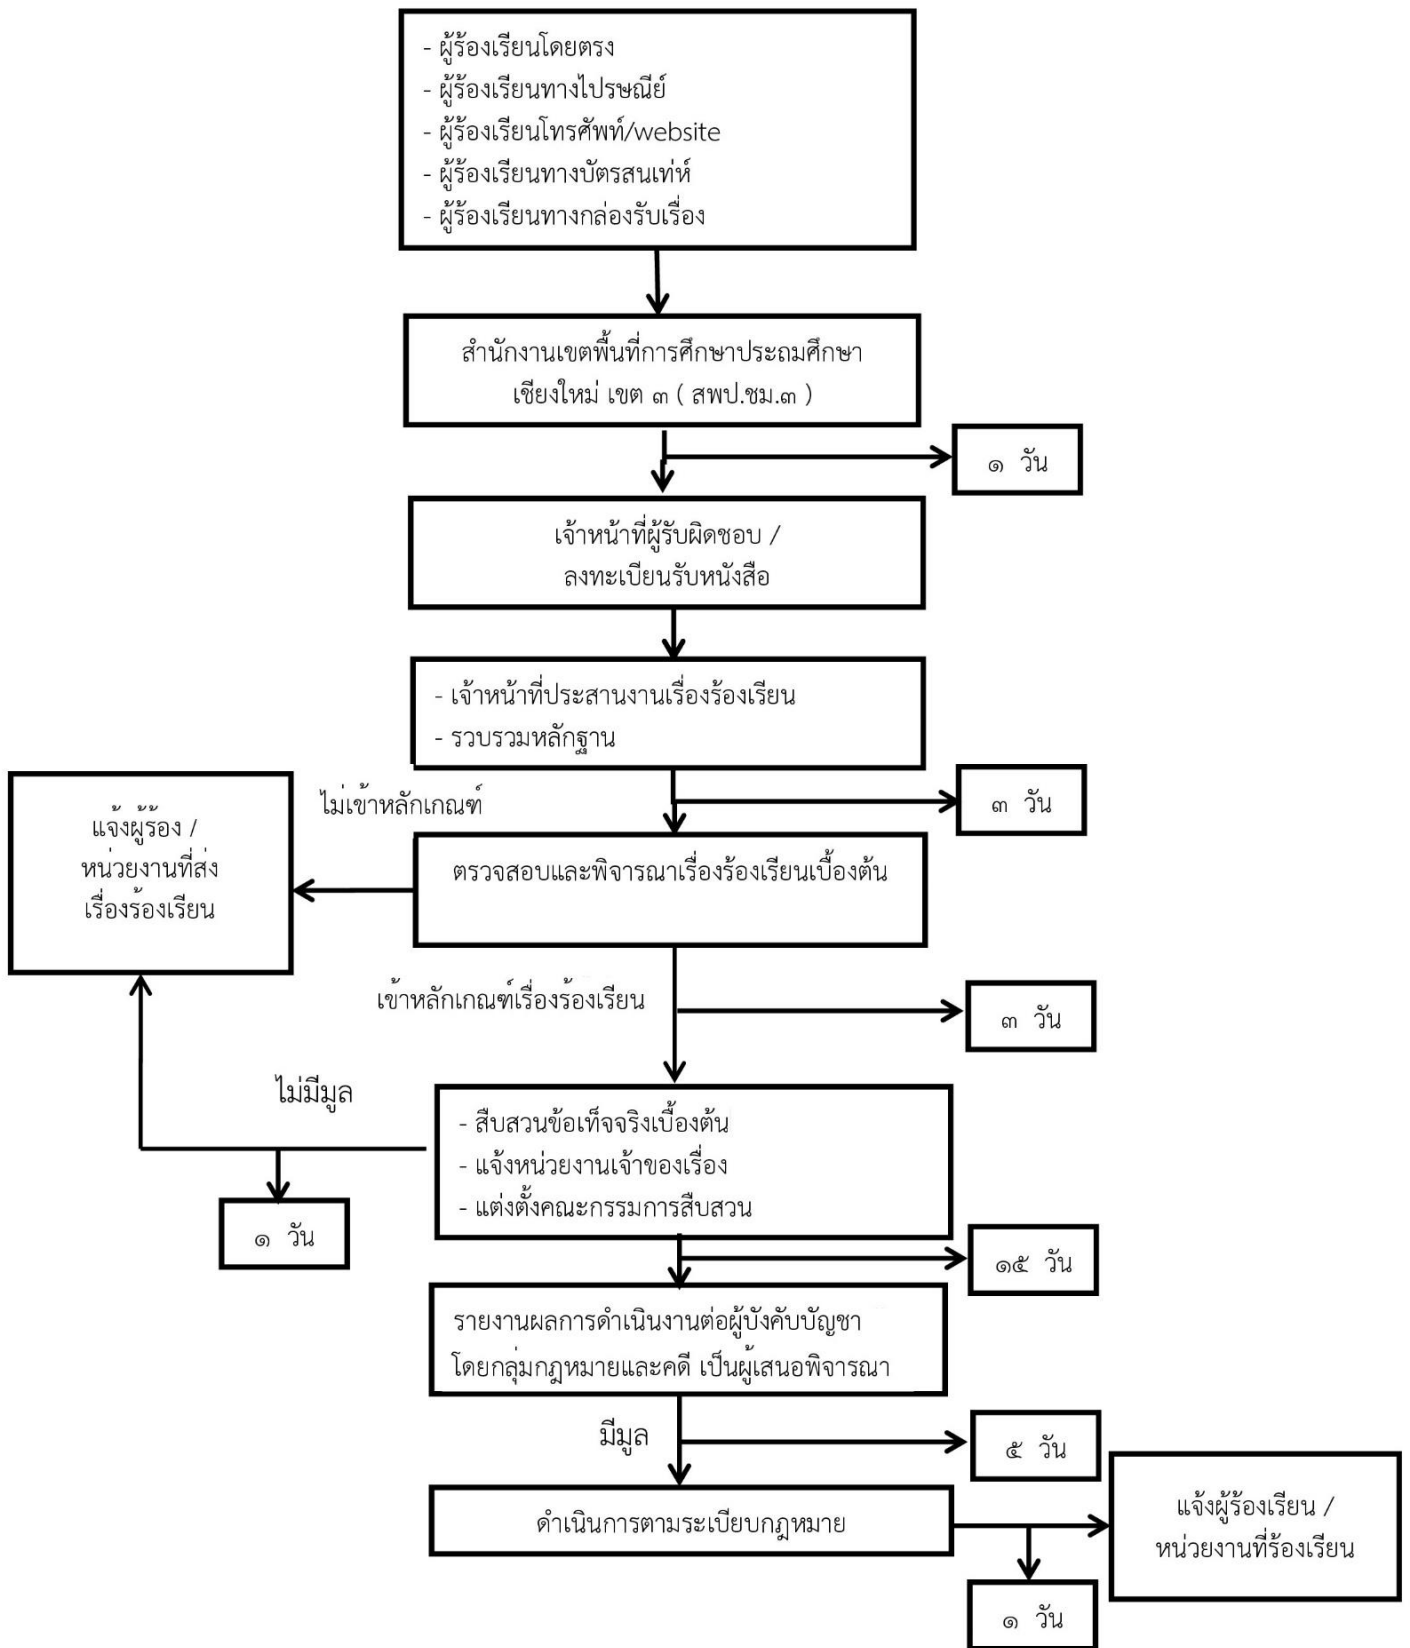 - ผู้ร้องเรียนโดยตรง
- ผู้ร้องเรียนทางไปรษณีย์
- ผู้ร้องเรียนโทรศัพท์/website
- ผู้ร้องเรียนทางบัตรสนเท่ห์
- ผู้ร้องเรียนทางกล่องรับเรื่อง
สำนักงานเขตพื้นที่การศึกษาประถมศึกษา
เชียงใหม่ เขต ๓ ( สพป.ชม.๓ )
๑ วัน
เจ้าหน้าที่ผู้รับผิดชอบ /
ลงทะเบียนรับหนังสือ
- เจ้าหน้าที่ประสานงานเรื่องร้องเรียน
- รวบรวมหลักฐาน
๓ วัน
ไม่เข้าหลักเกณฑ์
แจ้งผู้ร้อง /
หน่วยงานที่ส่ง
เรื่องร้องเรียน
ตรวจสอบและพิจารณาเรื่องร้องเรียนเบื้องต้น
เข้าหลักเกณฑ์เรื่องร้องเรียน
๓ วัน
ไม่มีมูล
๑ วัน
- สืบสวนข้อเท็จจริงเบื้องต้น
- แจ้งหน่วยงานเจ้าของเรื่อง
- แต่งตั้งคณะกรรมการสืบสวน
๑๕ วัน
รายงานผลการดำเนินงานต่อผู้บังคับบัญชา
โดยกลุ่มกฎหมายและคดี เป็นผู้เสนอพิจารณา
มีมูล
๕ วัน
ดำเนินการตามระเบียบกฎหมาย
แจ้งผู้ร้องเรียน /
หน่วยงานที่ร้องเรียน
๑ วัน